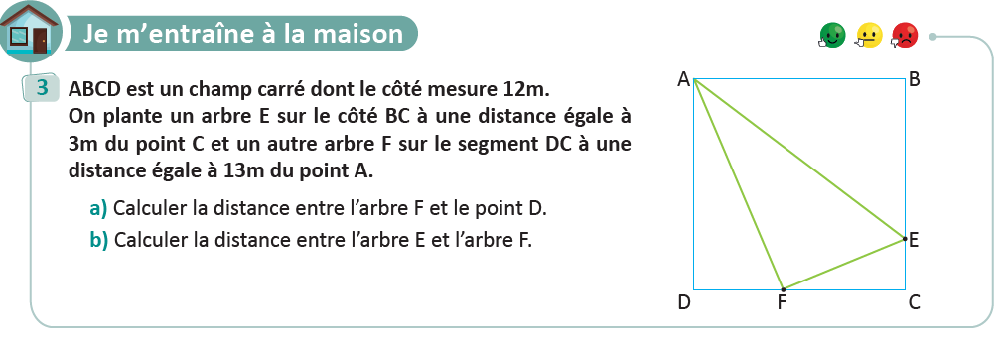 Je m'entraîne à la maison
3 ABCD est un champ carré dont le côté mesure 12m.
On plante un arbre E sur le côté BC à une distance égale à
3m du point C et un autre arbre F sur le segment DC à une
distance égale à 13m du point A.
a) Calculer la distance entre l'arbre F et le point D.
b) Calculer la distance entre l'arbre E et l'arbre F.
A B
E
D F C